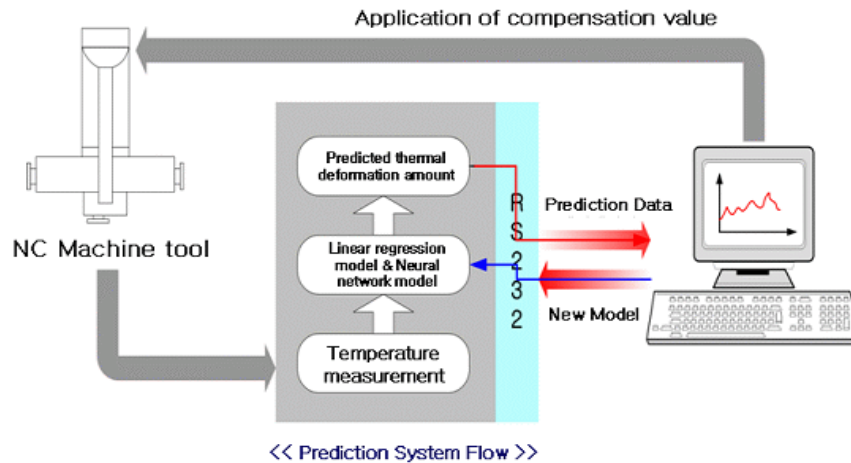 Application of compensation value
Predicted thermal
deformation amount
R
S
2
3
2
Prediction Data
NC Machine tool
Linear regression
model & Neural
network model
New Model
Temperature
measurement
<< Prediction System Flow >>